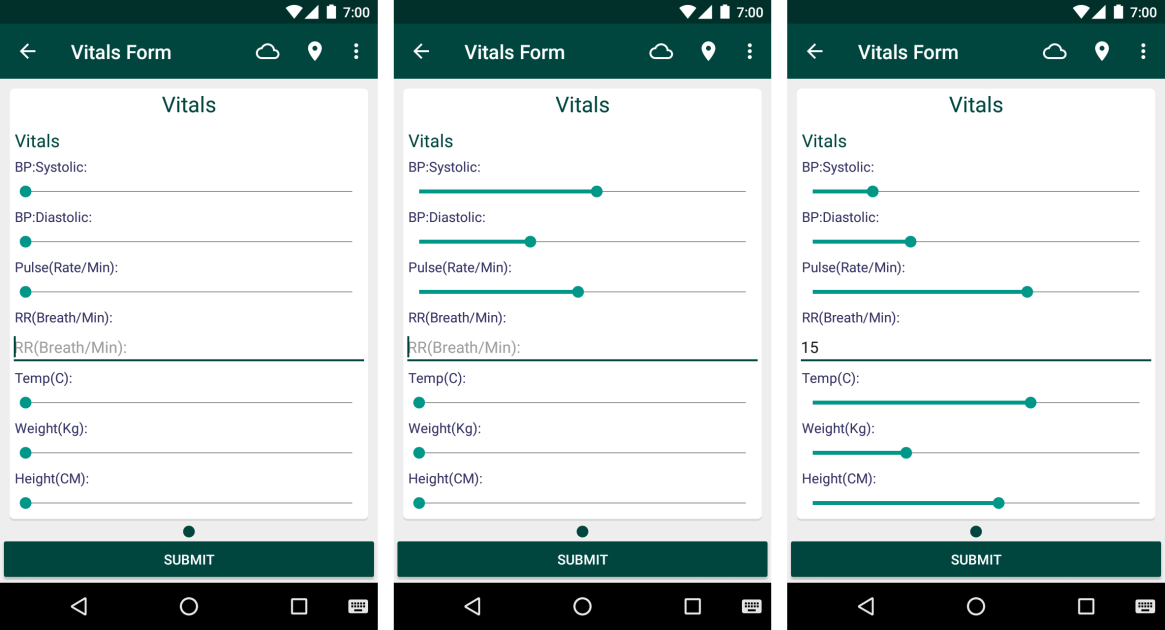 7:00
Vitals Form
Vitals
Vitals
BP:Systolic:
BP:Diastolic:
Pulse(Rate/Min):
RR(Breath/Min):
RR(Breath/Min):
Temp(C):
Weight(Kg):
Height(CM):
SUBMIT
7:00
Vitals Form
Vitals
Vitals
BP:Systolic:
BP:Diastolic:
Pulse(Rate/Min):
RR(Breath/Min):
RR(Breath/Min):
Temp(C):
Weight(Kg):
Height(CM):
SUBMIT
7:00
Vitals Form
Vitals
Vitals
BP:Systolic:
BP:Diastolic:
Pulse(Rate/Min):
RR(Breath/Min):
15
Temp(C):
Weight(Kg):
Height(CM):
SUBMIT